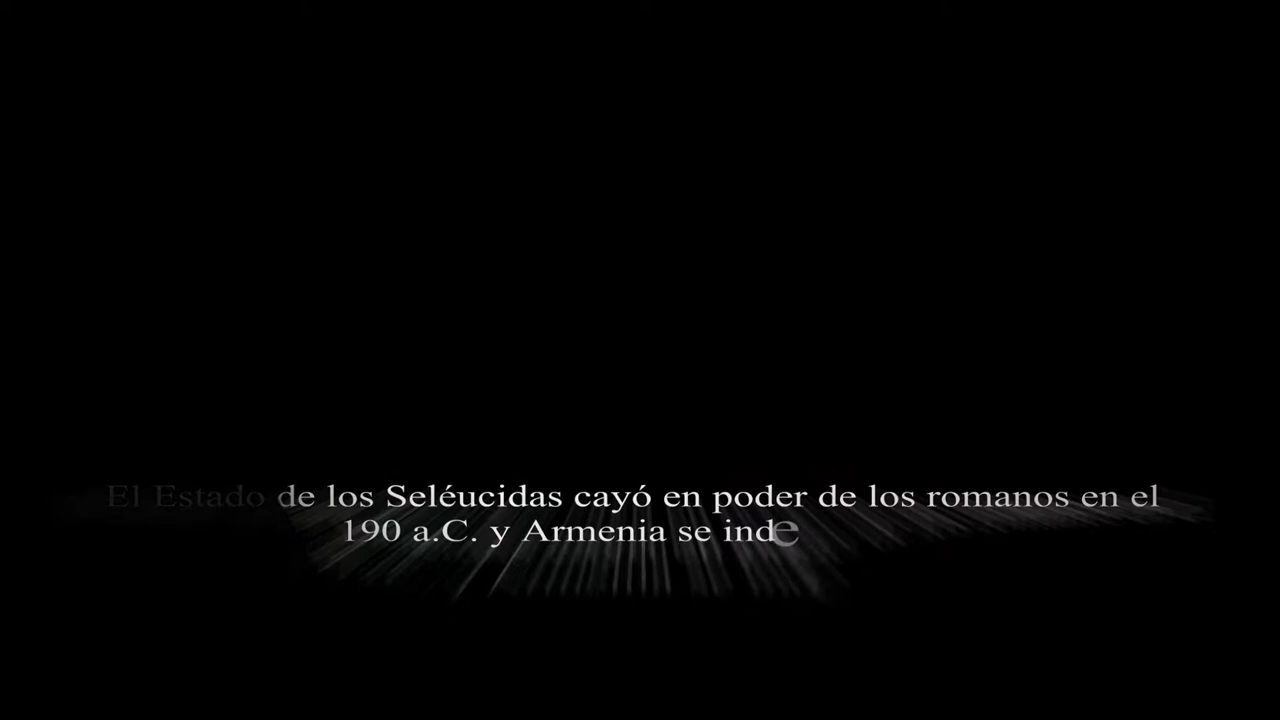 El Estado de los Seléucidas cayó en poder de los romanos en el
190 a.C. y Armenia se inde